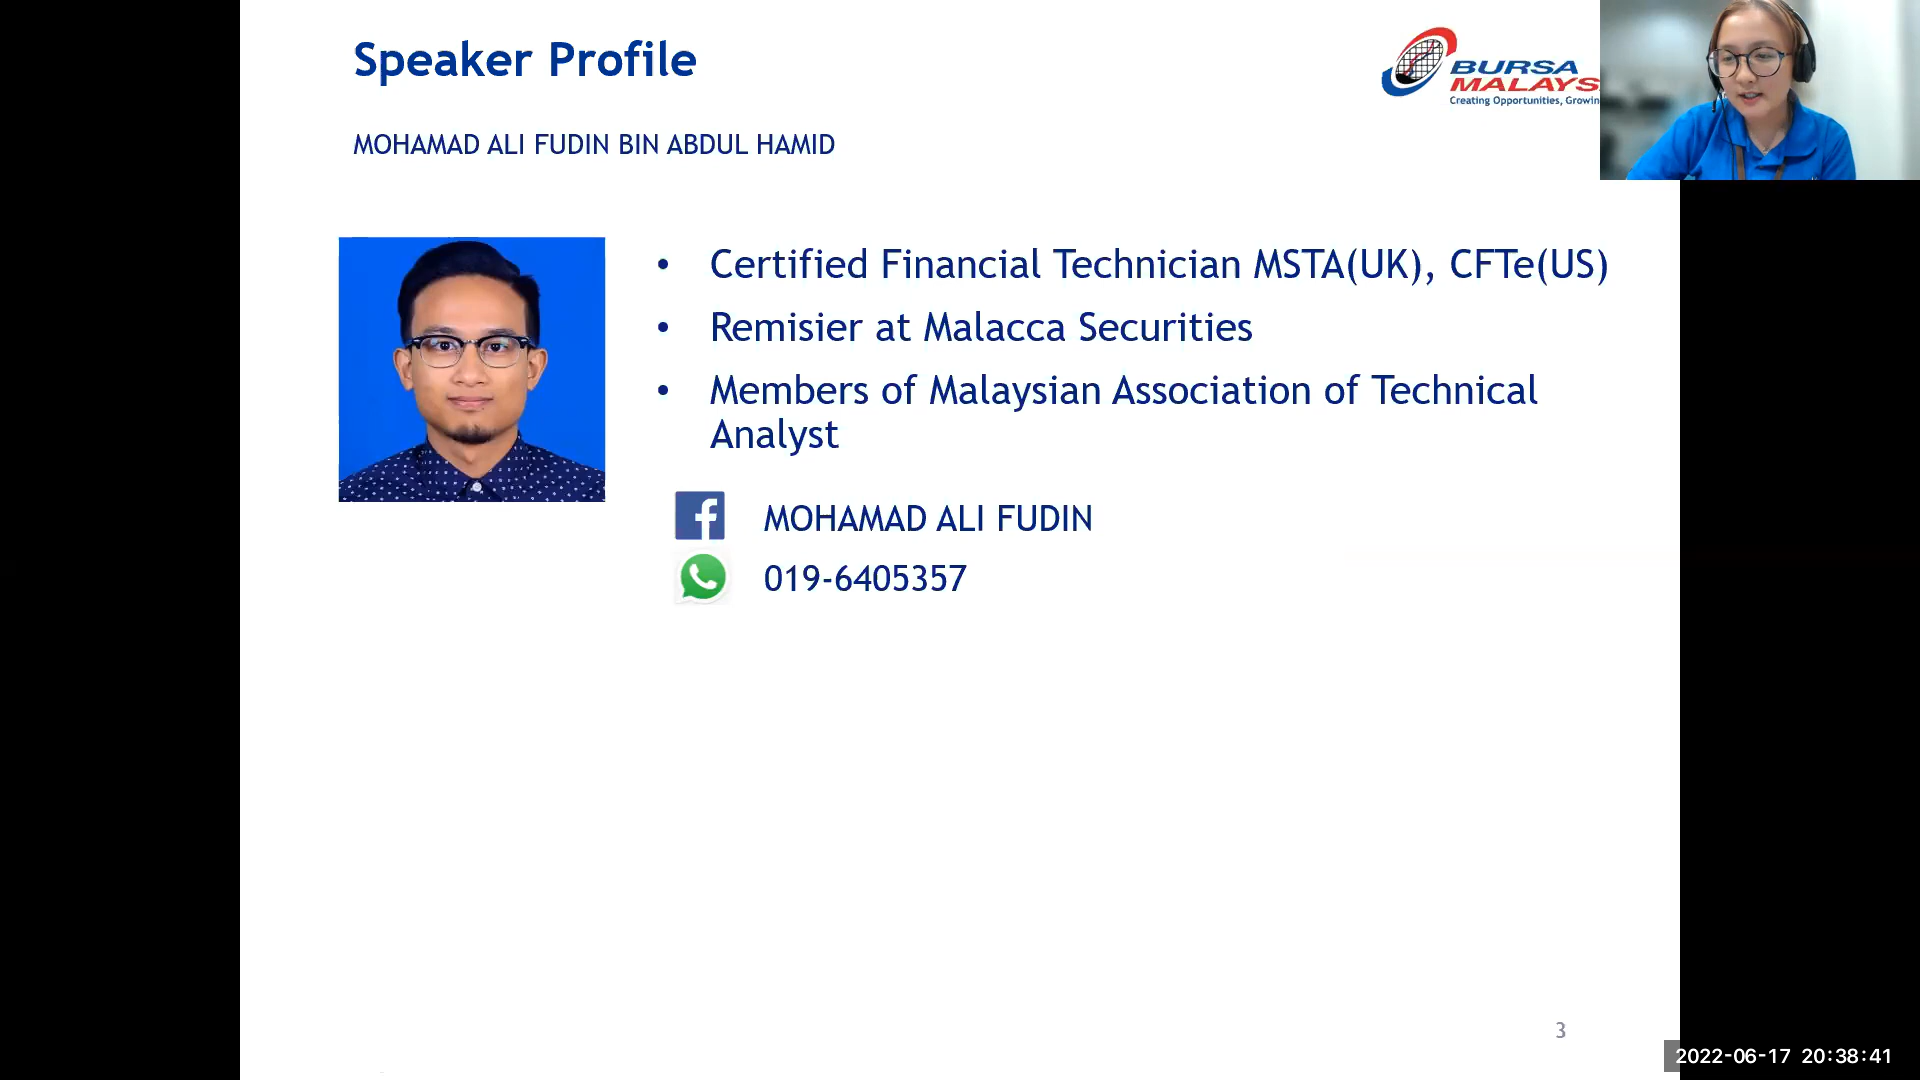 Speaker Profile
BURSA
MALAYS
Creating Opportunities, Growin
MOHAMAD ALI FUDIN BIN ABDUL HAMID
• Certified Financial Technician MSTA(UK), CFTe(US)
• Remisier at Malacca Securities
• Members of Malaysian Association of Technical
Analyst
MOHAMAD ALI FUDIN
019-6405357
3
2022-06-17 20:38:41